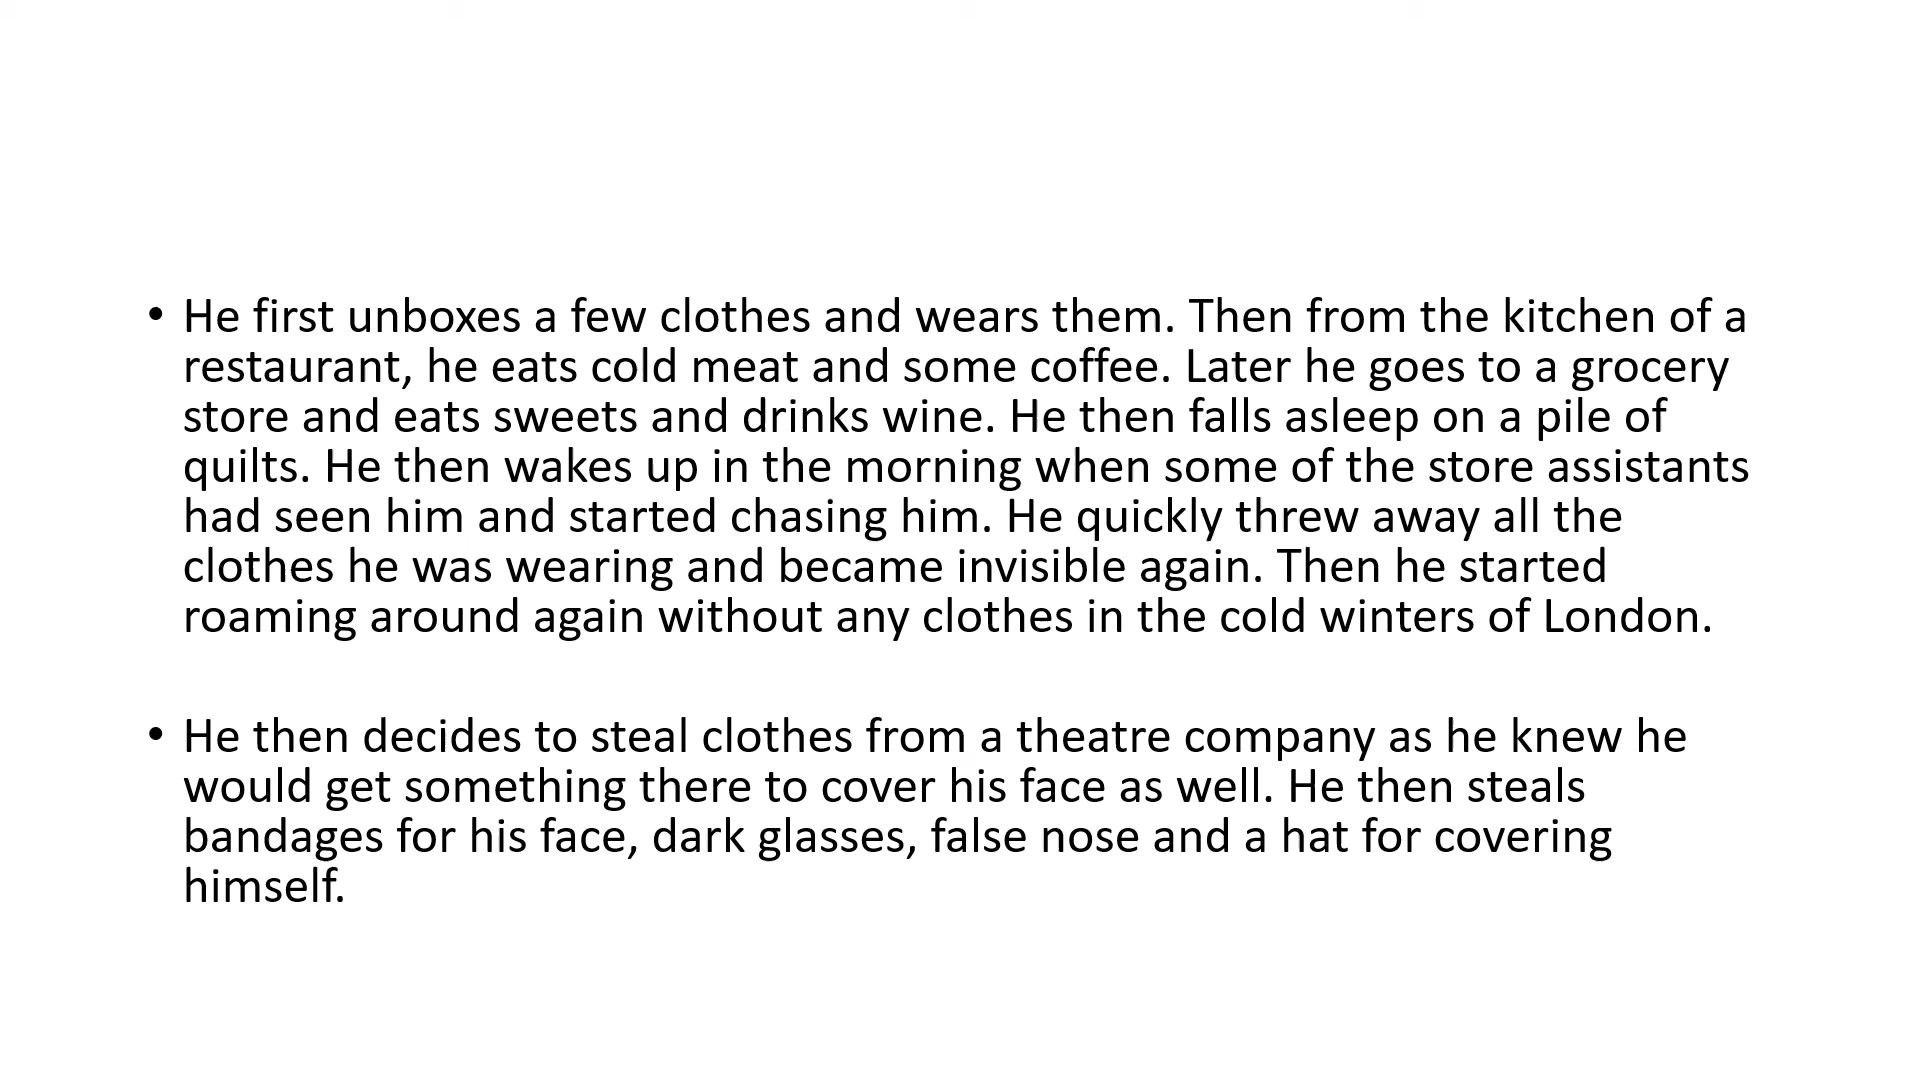 • He first unboxes a few clothes and wears them. Then from the kitchen of a
restaurant, he eats cold meat and some coffee. Later he goes to a grocery
store and eats sweets and drinks wine. He then falls asleep on a pile of
quilts. He then wakes up in the morning when some of the store assistants
had seen him and started chasing him. He quickly threw away all the
clothes he was wearing and became invisible again. Then he started
roaming around again without any clothes in the cold winters of London.
• He then decides to steal clothes from a theatre company as he knew he
would get something there to cover his face as well. He then steals
bandages for his face, dark glasses, false nose and a hat for covering
himself.